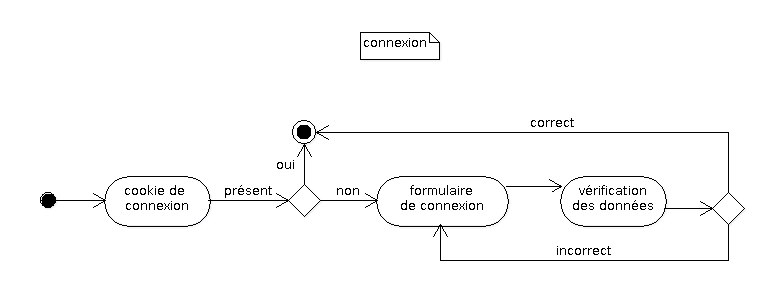 connexion
correct
oui
cookie de
connexion
présent
non
formulaire
de connexion
vérification
des données
incorrect